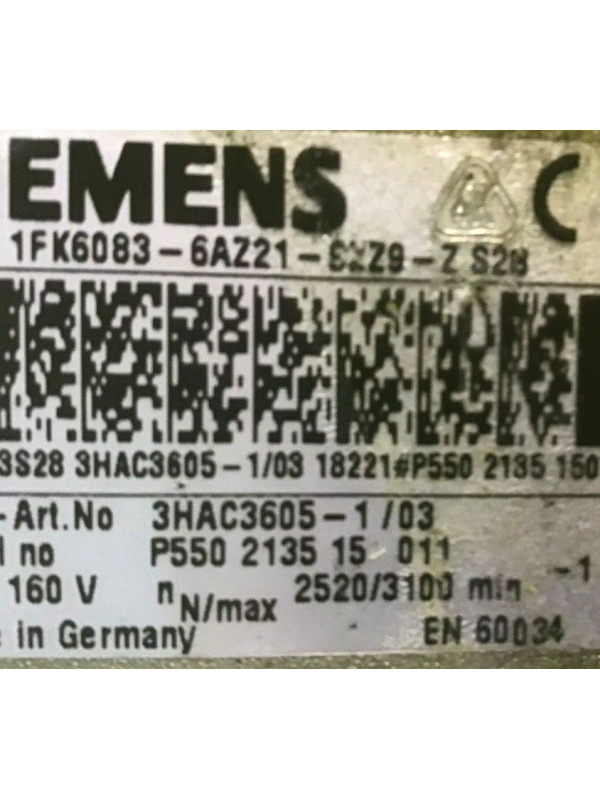 EMENS C
1FK6083-6AZ21- -Z S28
3S28 3HAC3605-1/03 18221#P550 2135 150
-Art.No 3HAC3605-1/03
no P550 2135 15 011
160 V n N/max 2520/3100 min -1
in Germany EN 60034